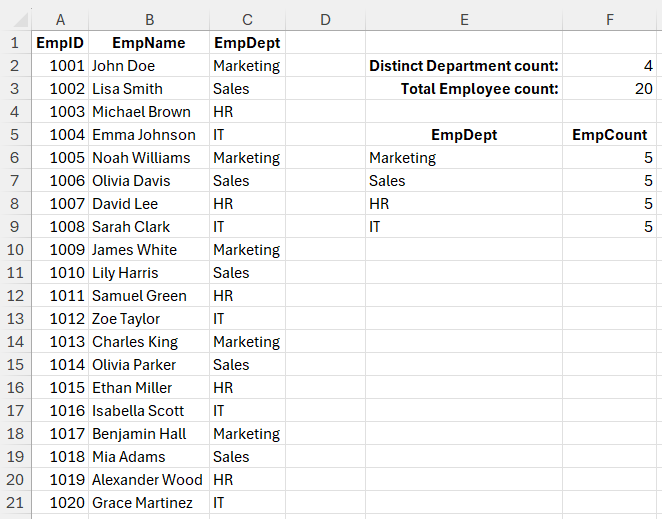 A B C D E F
1 EmpID EmpName EmpDept
2 1001 John Doe Marketing Distinct Department count: 4
3 1002 Lisa Smith Sales Total Employee count: 20
4 1003 Michael Brown HR
5 1004 Emma Johnson IT EmpDept EmpCount
6 1005 Noah Williams Marketing Marketing 5
7 1006 Olivia Davis Sales Sales 5
8 1007 David Lee HR HR 5
9 1008 Sarah Clark IT IT 5
10 1009 James White Marketing
11 1010 Lily Harris Sales
12 1011 Samuel Green HR
13 1012 Zoe Taylor IT
14 1013 Charles King Marketing
15 1014 Olivia Parker Sales
16 1015 Ethan Miller HR
17 1016 Isabella Scott IT
18 1017 Benjamin Hall Marketing
19 1018 Mia Adams Sales
20 1019 Alexander Wood HR
21 1020 Grace Martinez IT